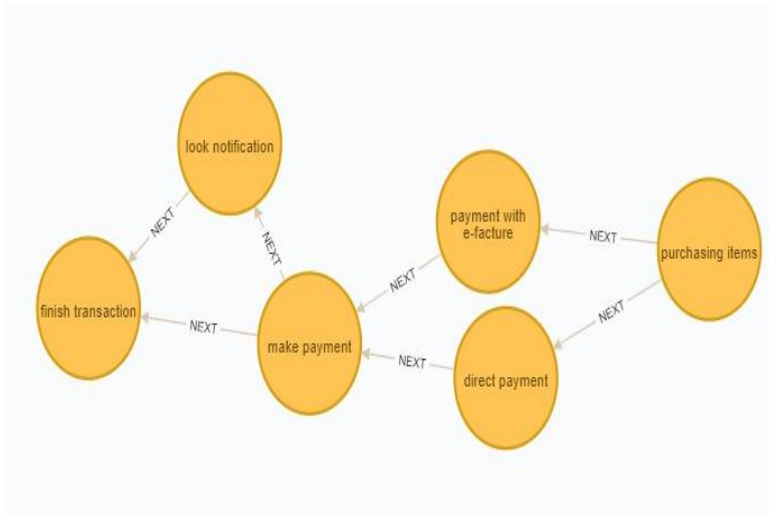 look notification
NEXT
finish transaction
NEXT
NEXT
make payment
NEXT
payment with
e-facture
NEXT
direct payment
NEXT
NEXT
purchasing items